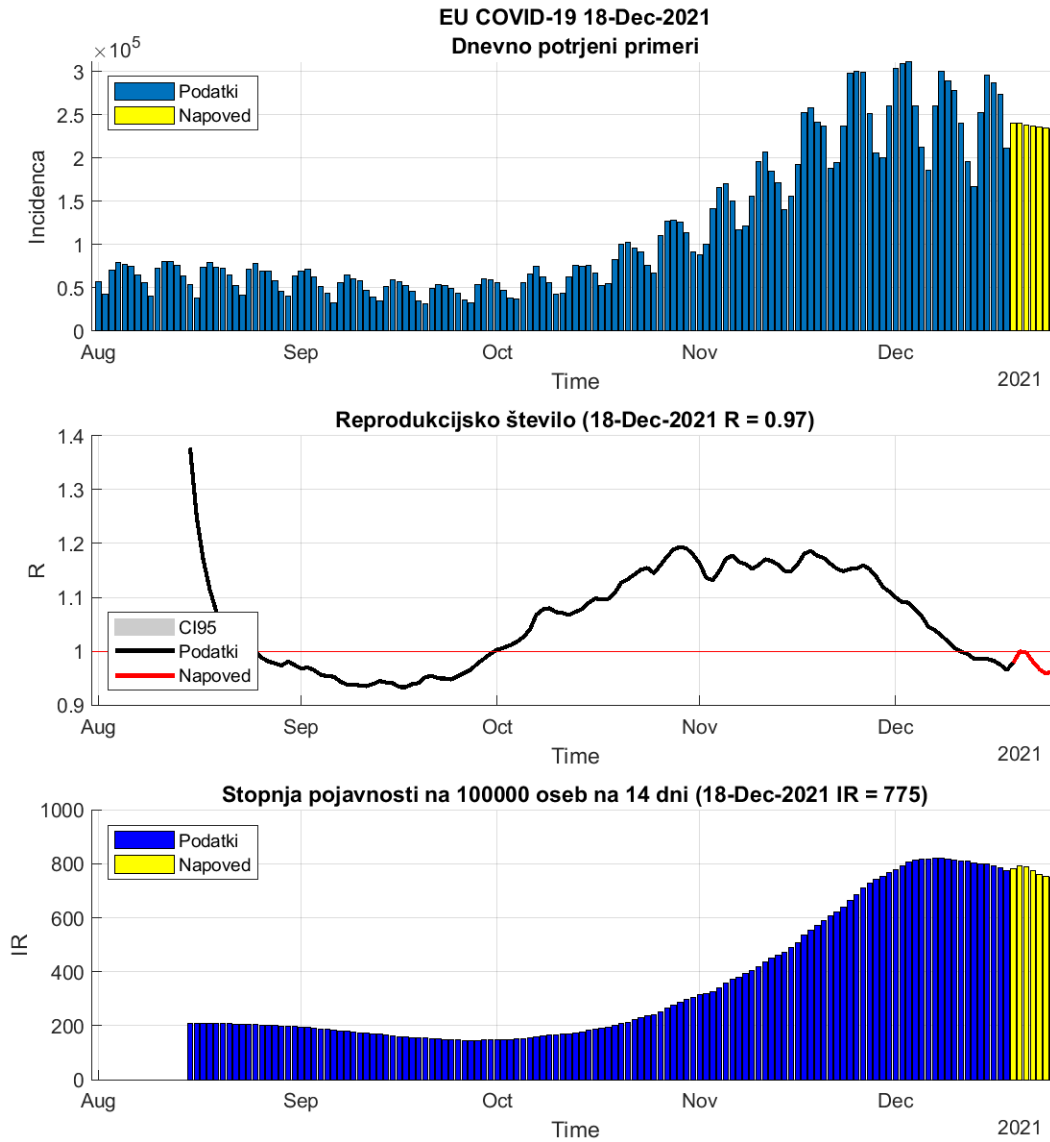 EU COVID-19 18-Dec-2021
Dnevno potrjeni primeri
×10⁵
3
2.5
2
1.5
1
0.5
0
Incidenca
Podatki
Napoved
Aug Sep Oct Nov Dec
Time
2021
Reprodukcijsko število (18-Dec-2021 R = 0.97)
1.4
1.3
1.2
1.1
1
0.9
R
CI95
Podatki
Napoved
Aug Sep Oct Nov Dec
Time
2021
Stopnja pojavnosti na 100000 oseb na 14 dni (18-Dec-2021 IR = 775)
1000
800
600
400
200
0
IR
Podatki
Napoved
Aug Sep Oct Nov Dec
Time
2021